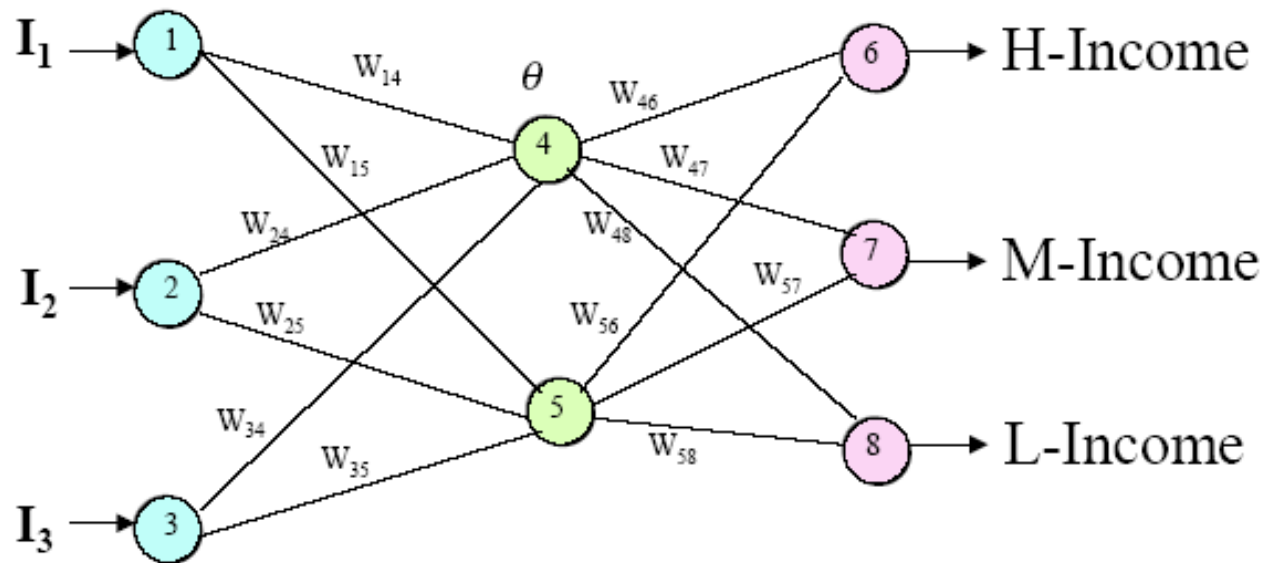 I₁ 1 W₁₄ θ W₄₆ 6 H-Income
4
W₁₅ W₄₇
W₂₄ W₄₈
I₂ 2 7 M-Income
W₂₅ W₅₆ W₅₇
5
W₃₄ W₃₅ W₅₈ 8 L-Income
I₃ 3